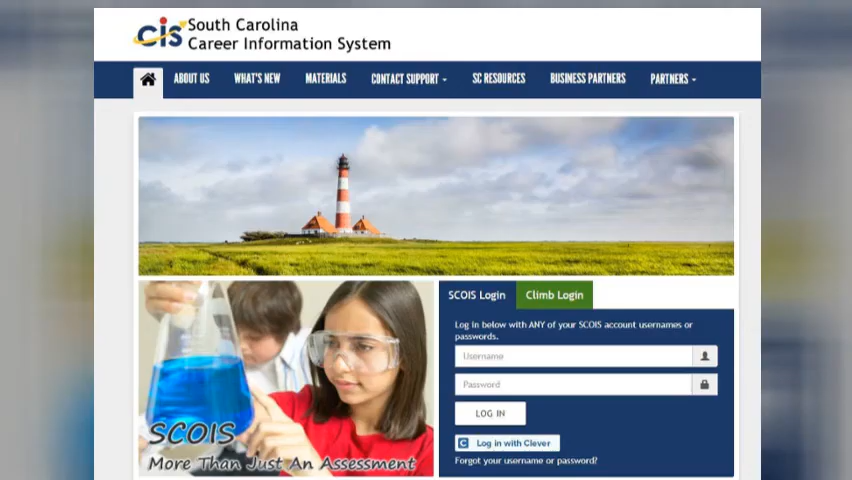 cis
South Carolina
Career Information System
ABOUT US
WHAT'S NEW
MATERIALS
CONTACT SUPPORT
SC RESOURCES
BUSINESS PARTNERS
PARTNERS
SCOIS Login
Climb Login
Log in below with ANY of your SCOIS account usernames or
passwords.
Username
Password
LOG IN
C Log in with Clever
Forgot your username or password?
SCOIS
More Than Just An Assessment